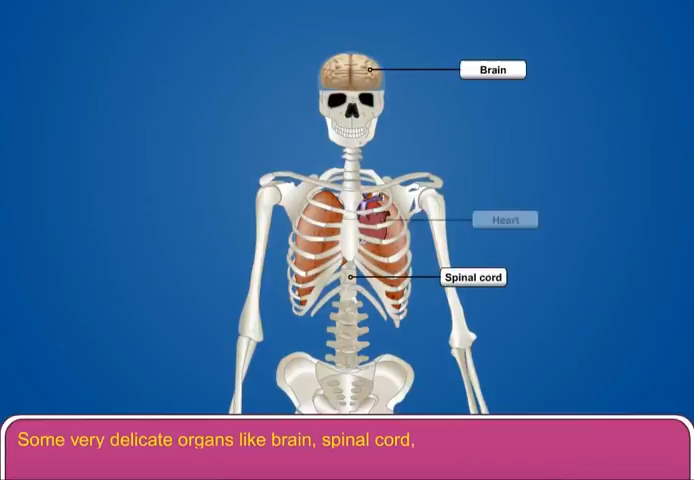 Brain
Heart
Spinal cord
Some very delicate organs like brain, spinal cord,